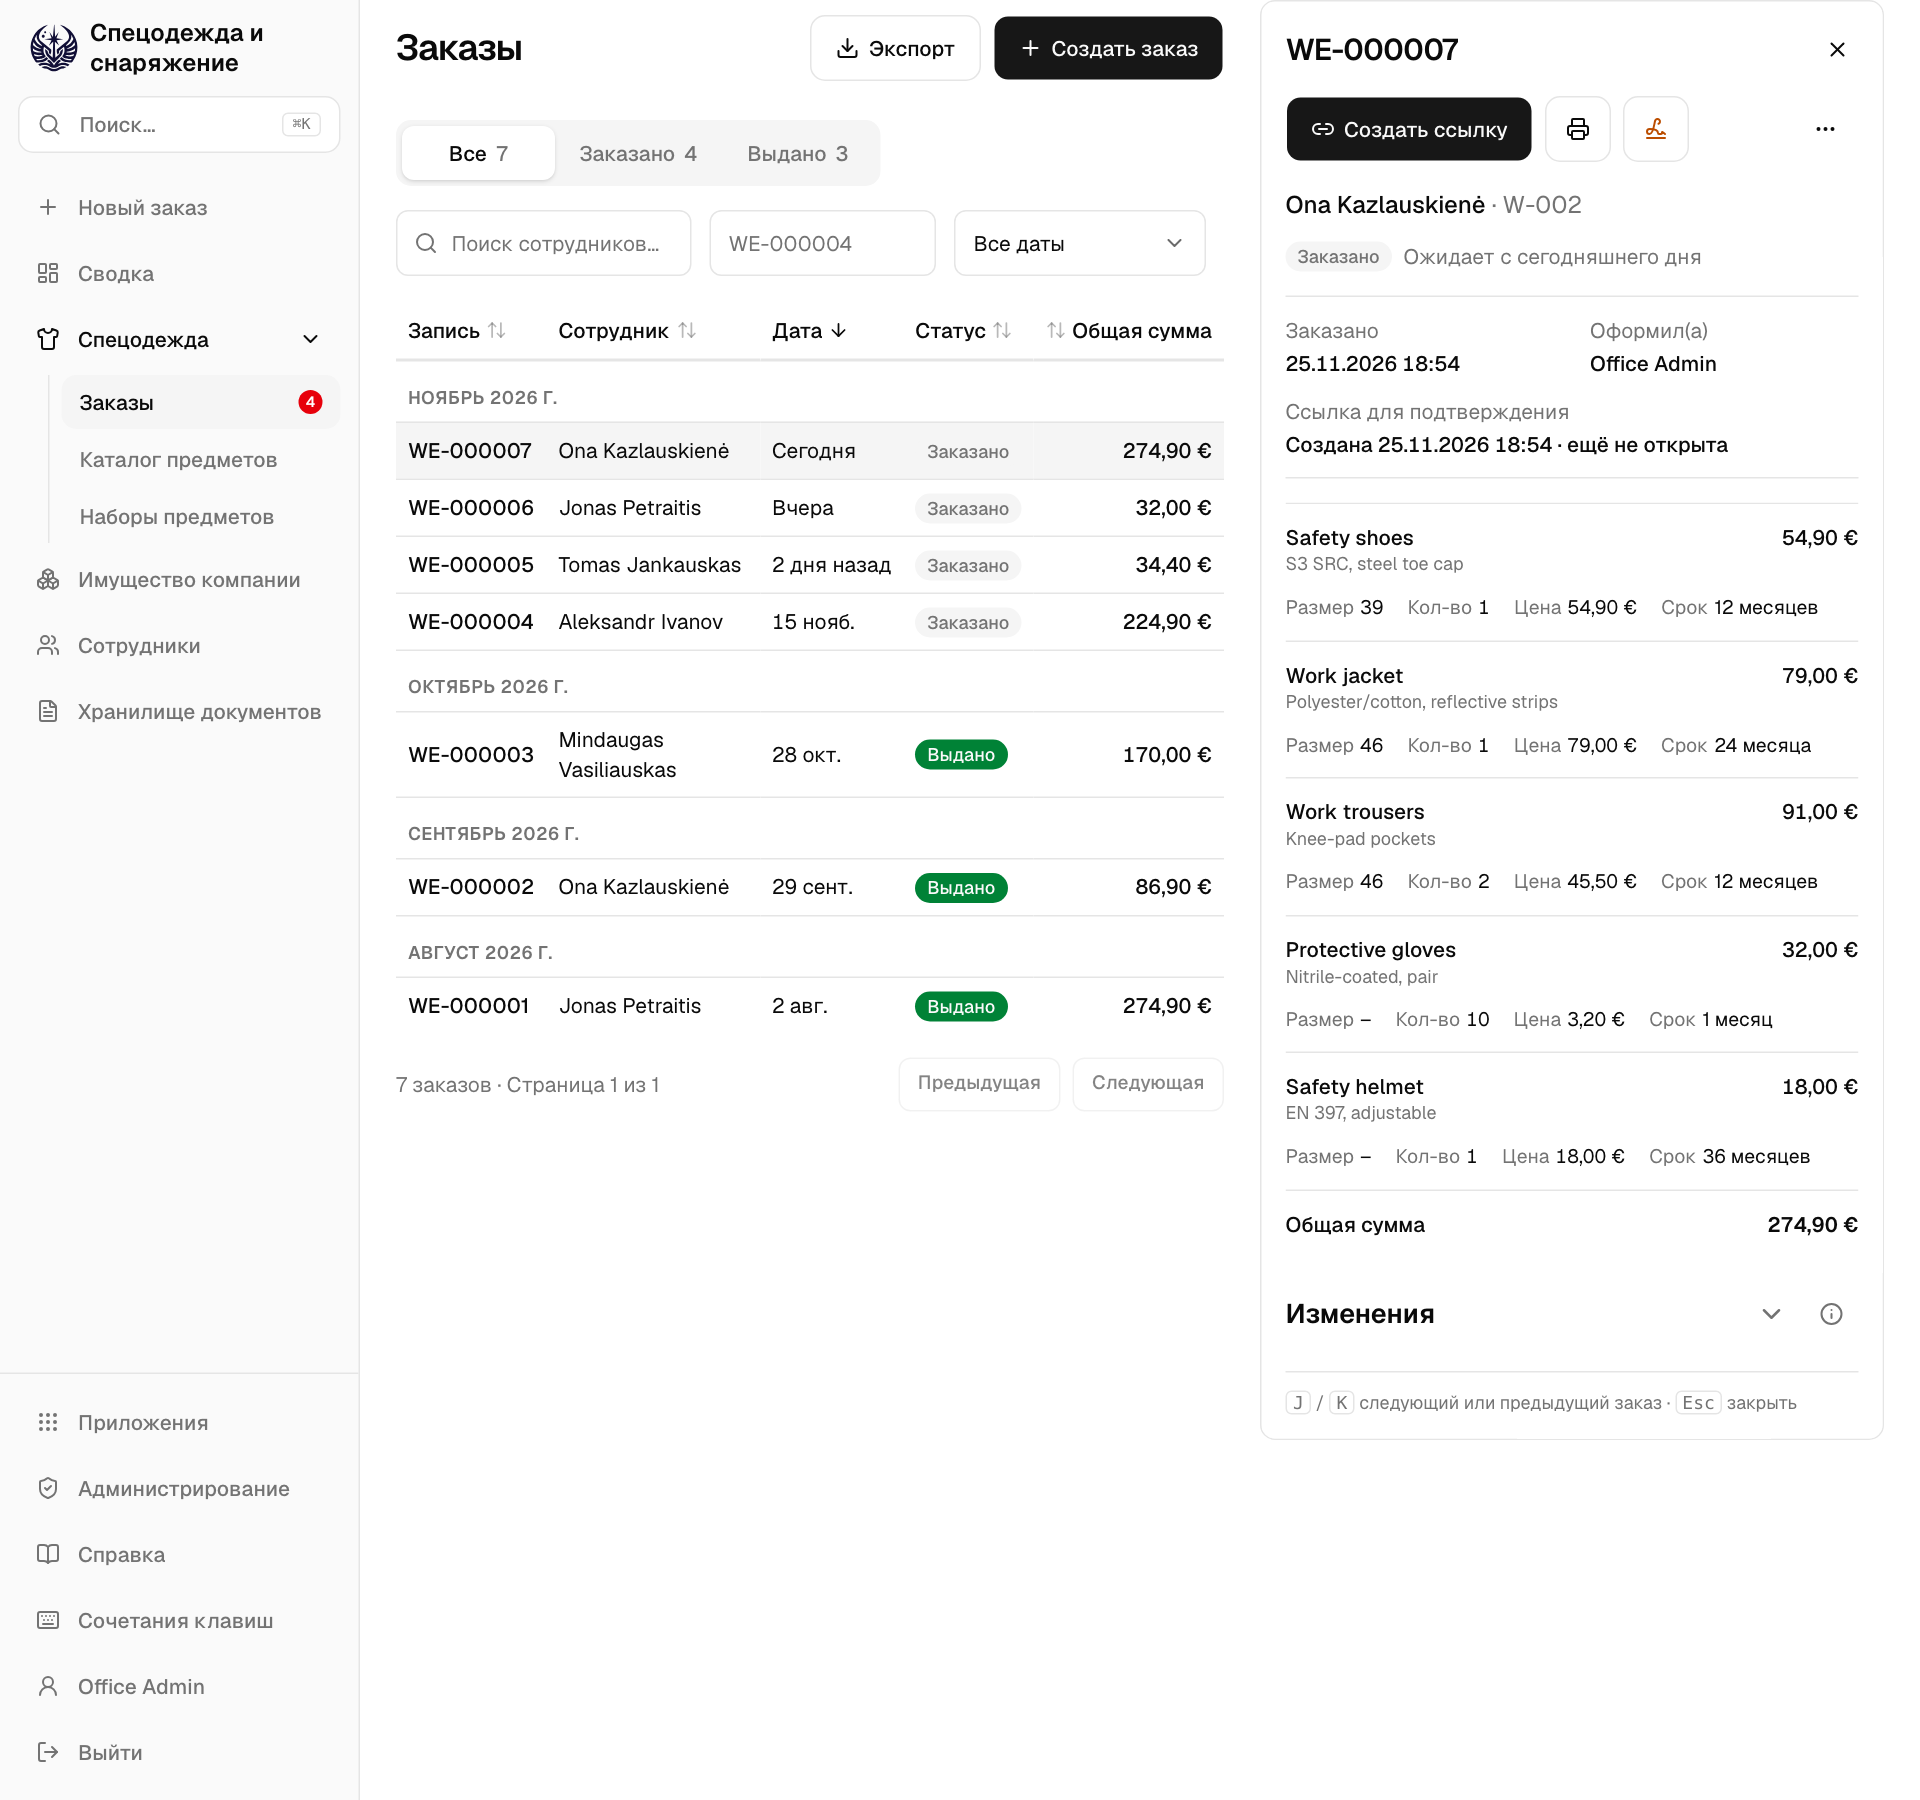 Спецодежда и
снаряжение
Поиск...
⌘K
Новый заказ
Сводка
Спецодежда
Заказы 4
Каталог предметов
Наборы предметов
Имущество компании
Сотрудники
Хранилище документов
Приложения
Администрирование
Справка
Сочетания клавиш
Office Admin
Выйти
Заказы
Экспорт
Создать заказ
Все 7 Заказано 4 Выдано 3
Поиск сотрудников...
WE-000004
Все даты
Запись Сотрудник Дата Статус Общая сумма
НОЯБРЬ 2026 Г.
WE-000007 Ona Kazlauskienė Сегодня Заказано 274,90 €
WE-000006 Jonas Petraitis Вчера Заказано 32,00 €
WE-000005 Tomas Jankauskas 2 дня назад Заказано 34,40 €
WE-000004 Aleksandr Ivanov 15 нояб. Заказано 224,90 €
ОКТЯБРЬ 2026 Г.
WE-000003 Mindaugas Vasiliauskas 28 окт. Выдано 170,00 €
СЕНТЯБРЬ 2026 Г.
WE-000002 Ona Kazlauskienė 29 сент. Выдано 86,90 €
АВГУСТ 2026 Г.
WE-000001 Jonas Petraitis 2 авг. Выдано 274,90 €
7 заказов · Страница 1 из 1
Предыдущая
Следующая
WE-000007
Создать ссылку
Ona Kazlauskienė · W-002
Заказано Ожидает с сегодняшнего дня
Заказано Оформил(а)
25.11.2026 18:54 Office Admin
Ссылка для подтверждения
Создана 25.11.2026 18:54 · ещё не открыта
Safety shoes 54,90 €
S3 SRC, steel toe cap
Размер 39 Кол-во 1 Цена 54,90 € Срок 12 месяцев
Work jacket 79,00 €
Polyester/cotton, reflective strips
Размер 46 Кол-во 1 Цена 79,00 € Срок 24 месяца
Work trousers 91,00 €
Knee-pad pockets
Размер 46 Кол-во 2 Цена 45,50 € Срок 12 месяцев
Protective gloves 32,00 €
Nitrile-coated, pair
Размер – Кол-во 10 Цена 3,20 € Срок 1 месяц
Safety helmet 18,00 €
EN 397, adjustable
Размер – Кол-во 1 Цена 18,00 € Срок 36 месяцев
Общая сумма 274,90 €
Изменения
J / K следующий или предыдущий заказ · Esc закрыть